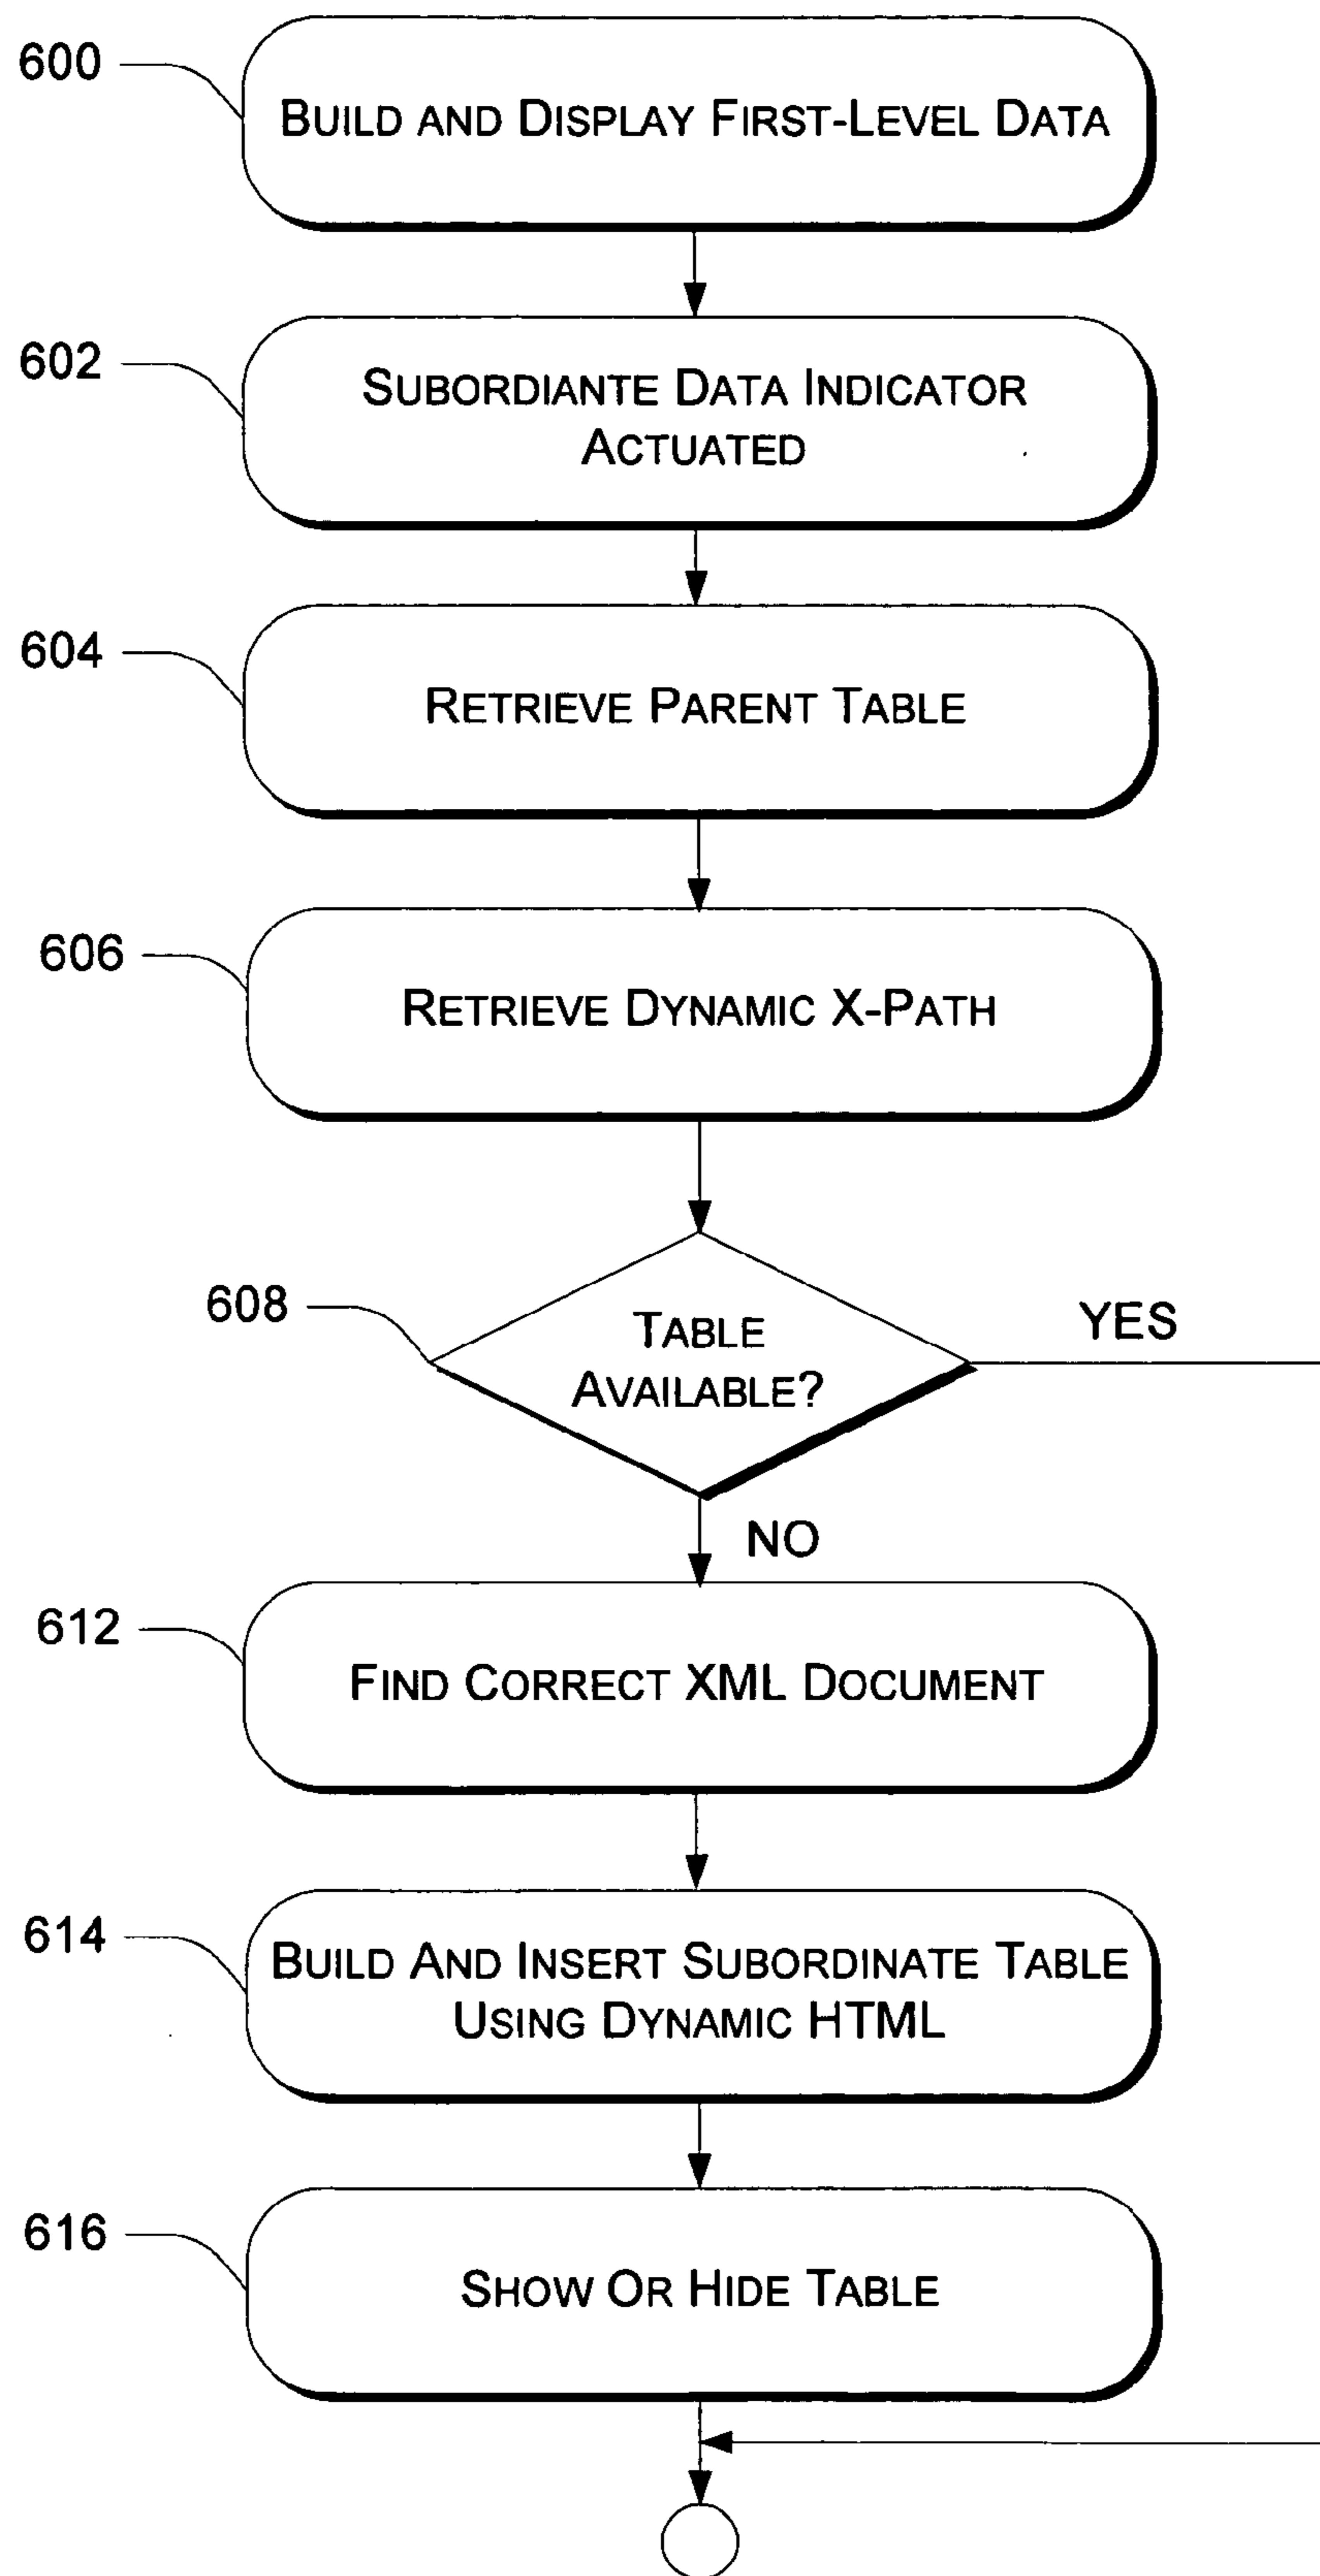 600
BUILD AND DISPLAY FIRST-LEVEL DATA
602
SUBORDIANTE DATA INDICATOR
ACTUATED
604
RETRIEVE PARENT TABLE
606
RETRIEVE DYNAMIC X-PATH
608
TABLE
AVAILABLE?
YES
NO
612
FIND CORRECT XML DOCUMENT
614
BUILD AND INSERT SUBORDINATE TABLE
USING DYNAMIC HTML
616
SHOW OR HIDE TABLE